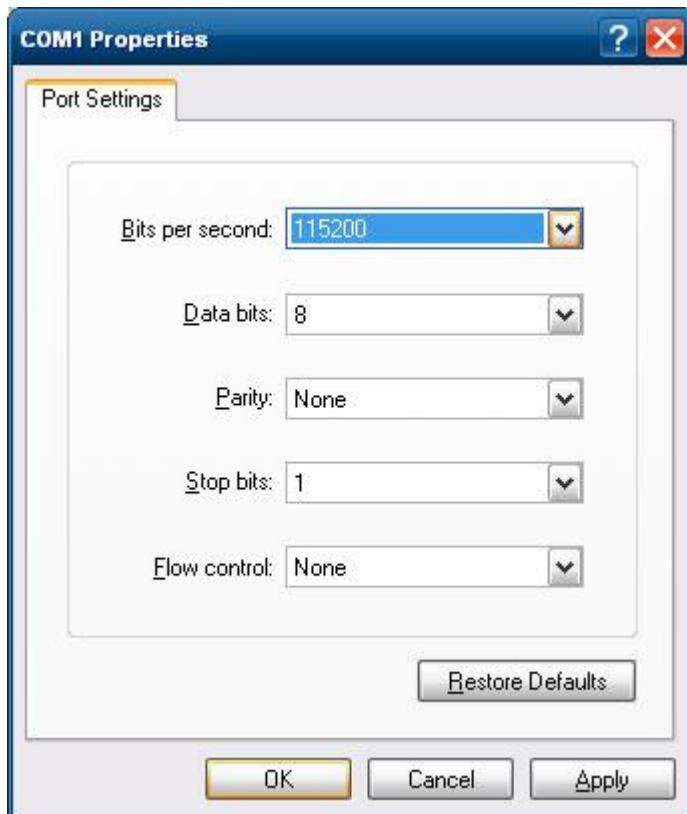 COM1 Properties
Port Settings
Bits per second: 115200
Data bits: 8
Parity: None
Stop bits: 1
Flow control: None
Restore Defaults
OK Cancel Apply